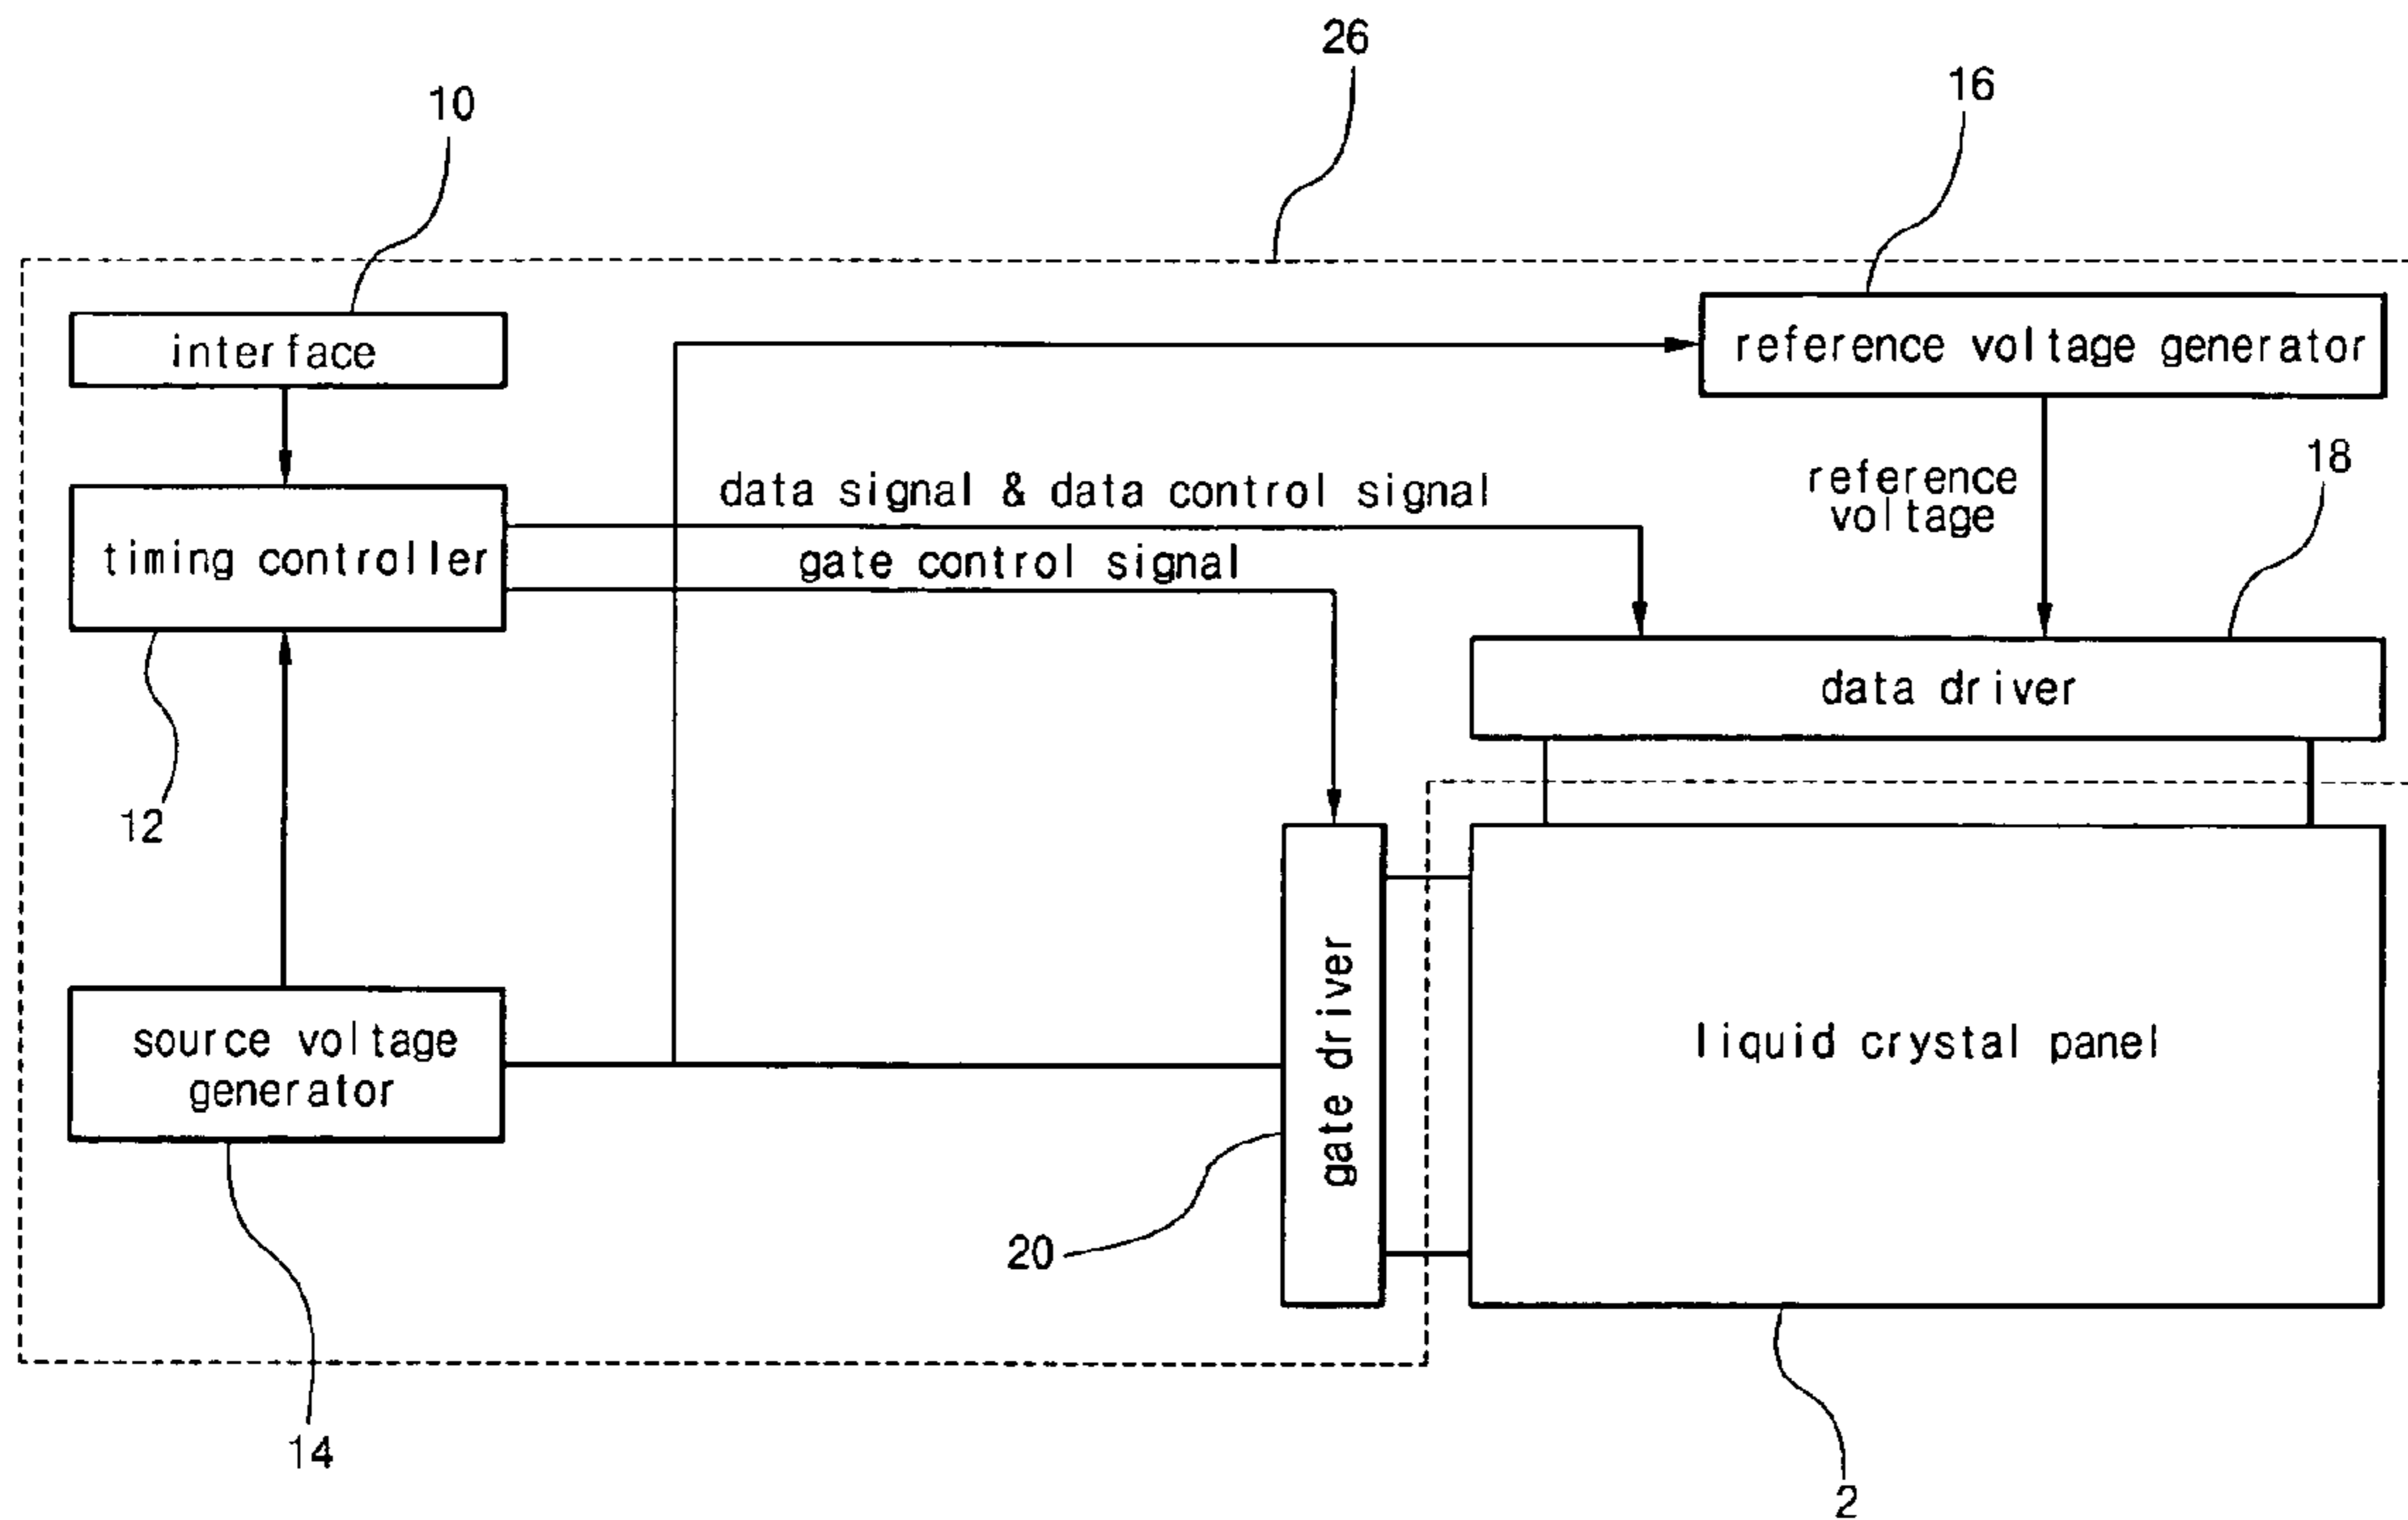 26
16
10
interface
reference voltage generator
18
data signal & data control signal
reference
voltage
timing controller
gate control signal
data driver
12
source voltage
generator
gate driver
liquid crystal panel
20
14
2